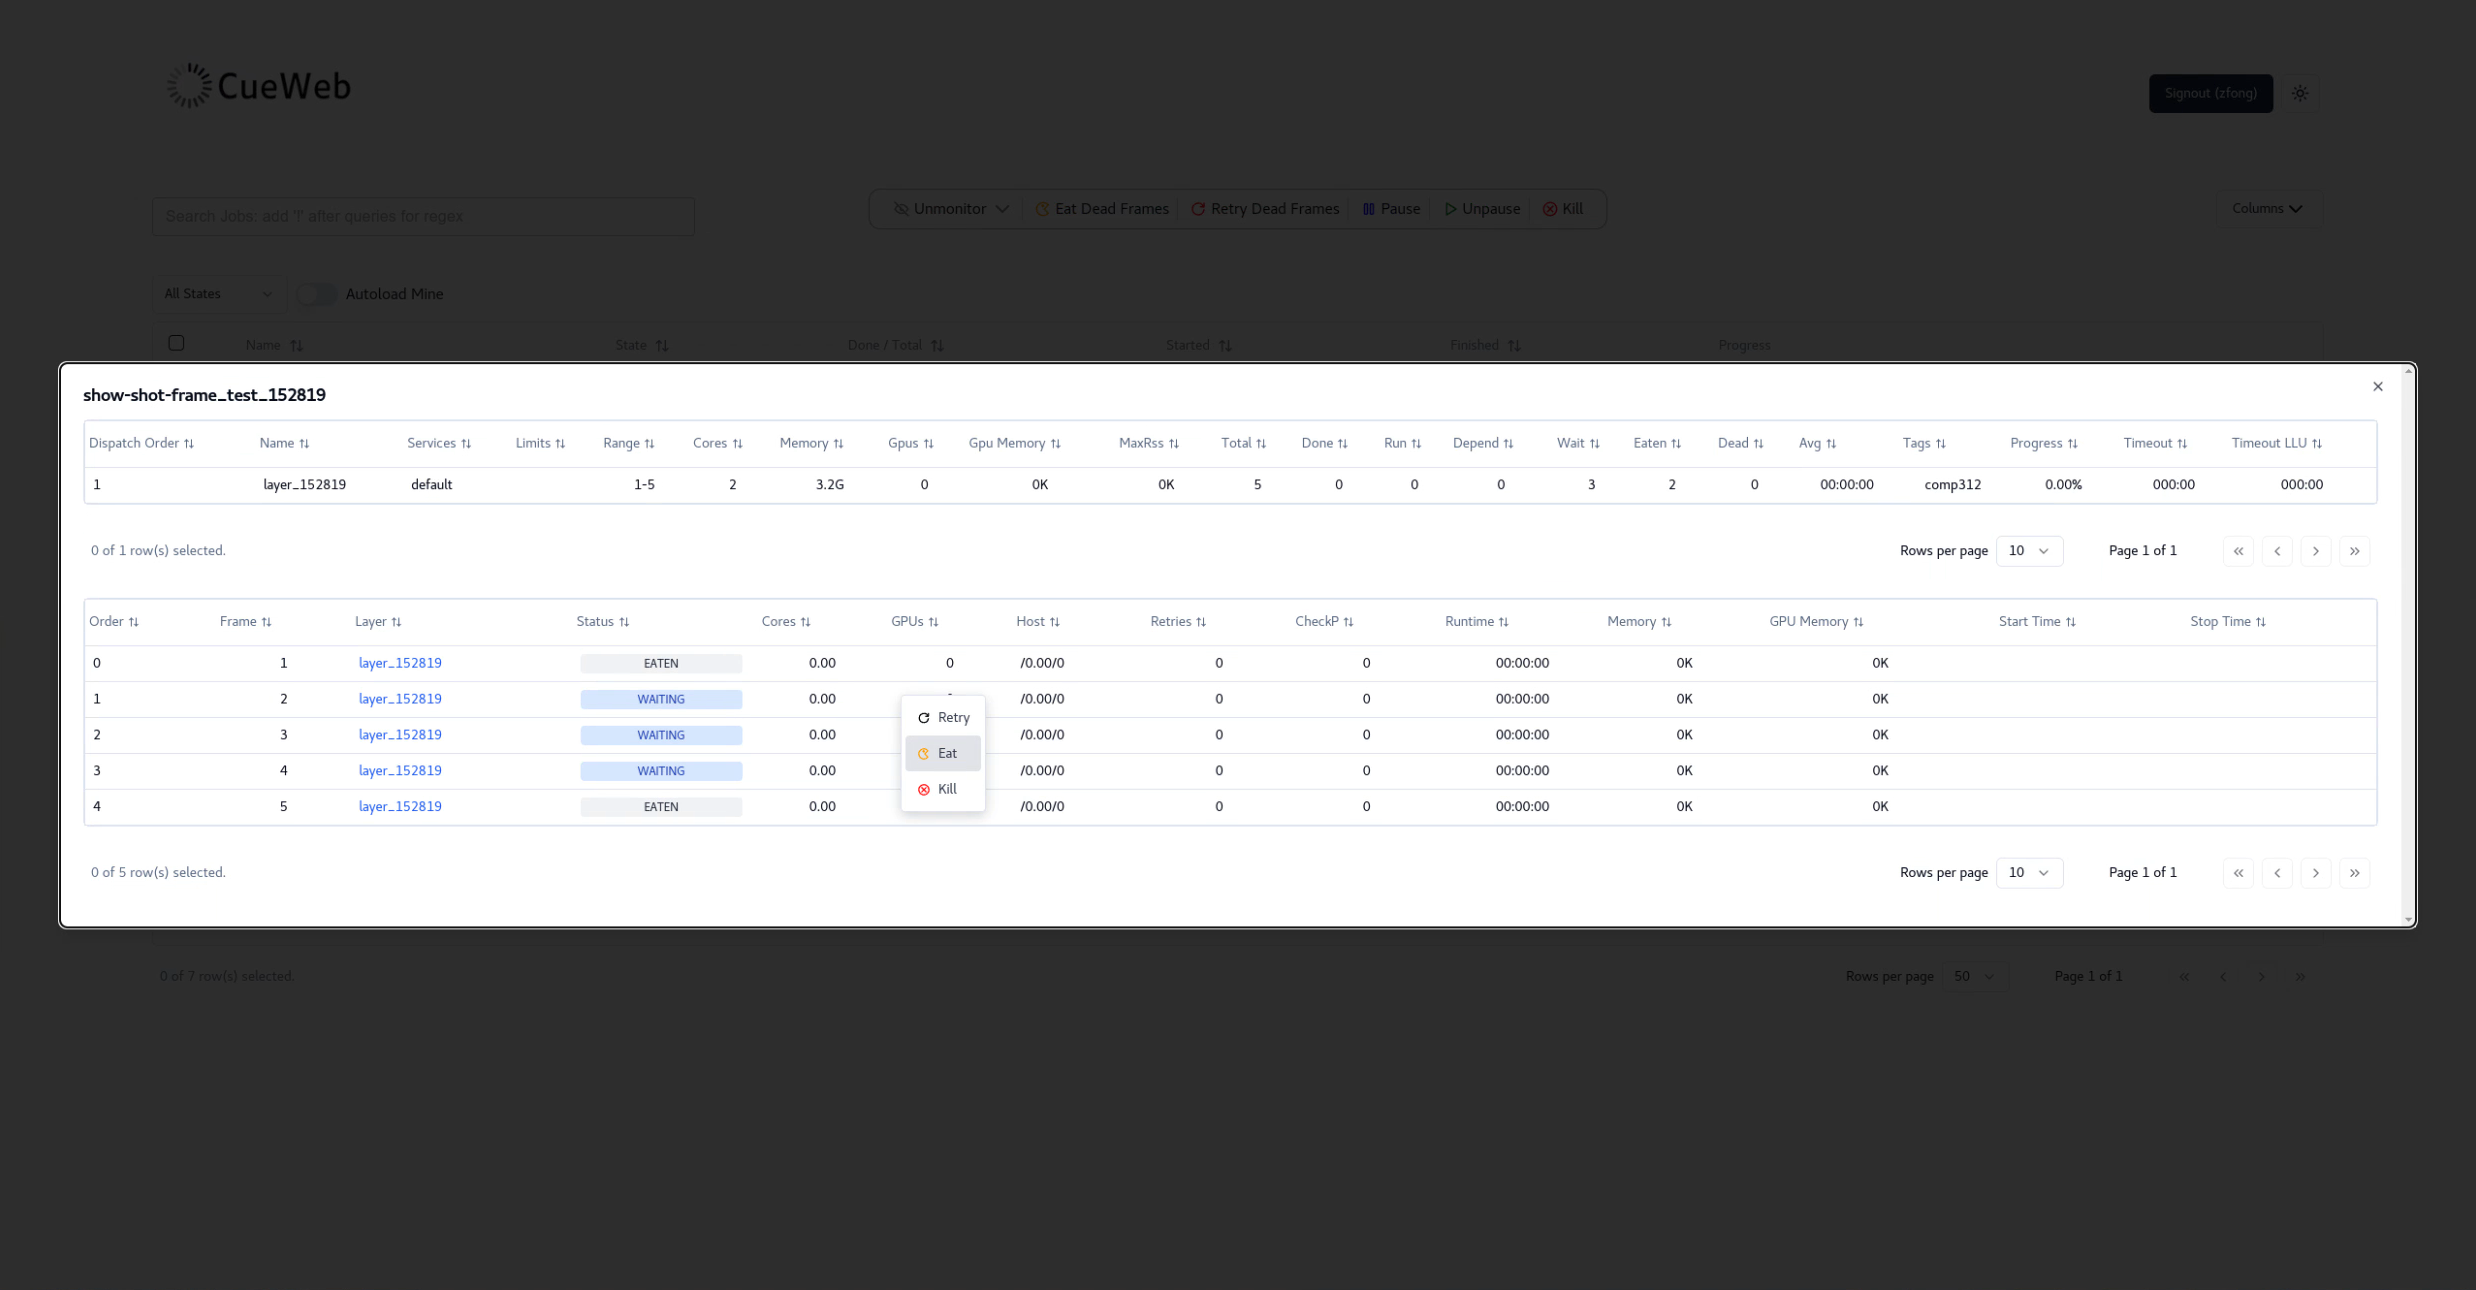 CueWeb
Signout (zfong)
Search Jobs: add '!' after queries for regex
Unmonitor Eat Dead Frames Retry Dead Frames Pause Unpause Kill
Columns
All States Autoload Mine
Name State Done / Total Started Finished Progress
show-shot-frame_test_152819
Dispatch Order Name Services Limits Range Cores Memory Gpus Gpu Memory MaxRss Total Done Run Depend Wait Eaten Dead Avg Tags Progress Timeout Timeout LLU
1 layer_152819 default 1-5 2 3.2G 0 0K 0K 5 0 0 0 3 2 0 00:00:00 comp312 0.00% 000:00 000:00
0 of 1 row(s) selected. Rows per page 10 Page 1 of 1
Order Frame Layer Status Cores GPUs Host Retries CheckP Runtime Memory GPU Memory Start Time Stop Time
0 1 layer_152819 EATEN 0.00 0 /0.00/0 0 0 00:00:00 0K 0K
1 2 layer_152819 WAITING 0.00 /0.00/0 0 0 00:00:00 0K 0K
Retry
2 3 layer_152819 WAITING 0.00 /0.00/0 0 0 00:00:00 0K 0K
Eat
3 4 layer_152819 WAITING 0.00 /0.00/0 0 0 00:00:00 0K 0K
Kill
4 5 layer_152819 EATEN 0.00 /0.00/0 0 0 00:00:00 0K 0K
0 of 5 row(s) selected. Rows per page 10 Page 1 of 1
0 of 7 row(s) selected. Rows per page 50 Page 1 of 1